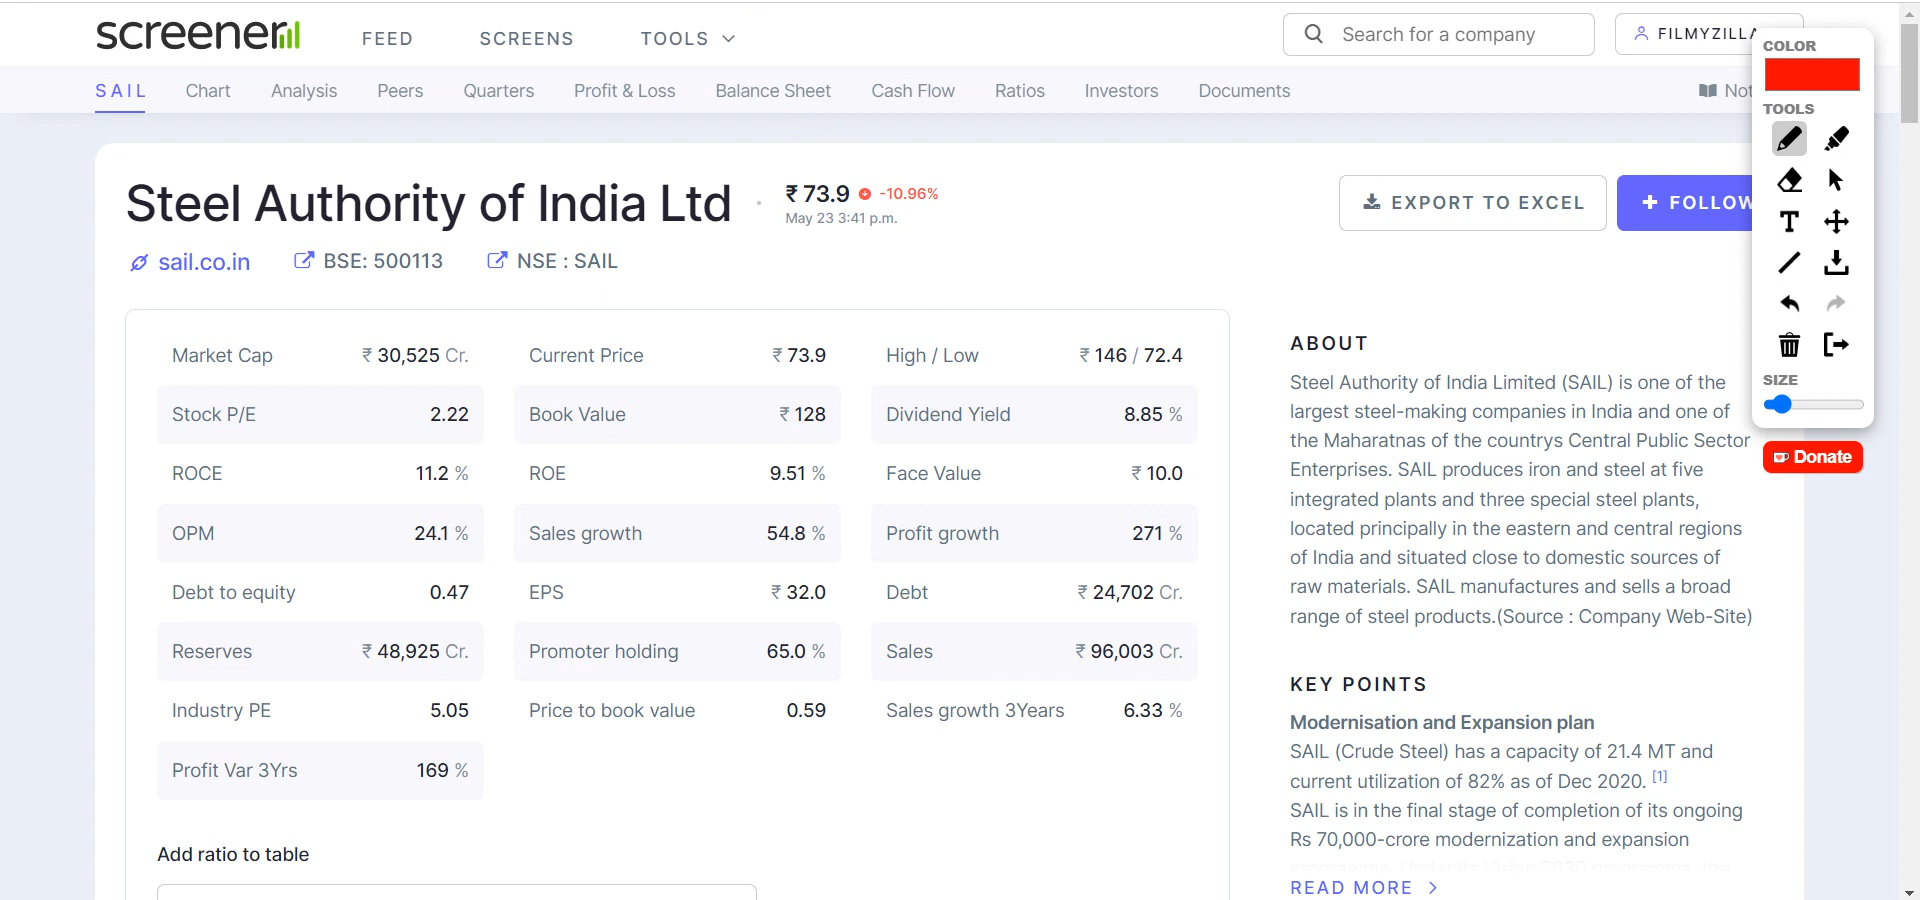 screener
FEED
SCREENS
TOOLS
Search for a company
FILMYZILLA
SAIL
Chart
Analysis
Peers
Quarters
Profit & Loss
Balance Sheet
Cash Flow
Ratios
Investors
Documents
Not
COLOR
TOOLS
T
SIZE
Donate
Steel Authority of India Ltd
₹ 73.9 -10.96%
May 23 3:41 p.m.
EXPORT TO EXCEL
+ FOLLOW
sail.co.in
BSE: 500113
NSE : SAIL
Market Cap ₹ 30,525 Cr.
Current Price ₹ 73.9
High / Low ₹ 146 / 72.4
Stock P/E 2.22
Book Value ₹ 128
Dividend Yield 8.85 %
ROCE 11.2 %
ROE 9.51 %
Face Value ₹ 10.0
OPM 24.1 %
Sales growth 54.8 %
Profit growth 271 %
Debt to equity 0.47
EPS ₹ 32.0
Debt ₹ 24,702 Cr.
Reserves ₹ 48,925 Cr.
Promoter holding 65.0 %
Sales ₹ 96,003 Cr.
Industry PE 5.05
Price to book value 0.59
Sales growth 3Years 6.33 %
Profit Var 3Yrs 169 %
Add ratio to table
ABOUT
Steel Authority of India Limited (SAIL) is one of the
largest steel-making companies in India and one of
the Maharatnas of the countrys Central Public Sector
Enterprises. SAIL produces iron and steel at five
integrated plants and three special steel plants,
located principally in the eastern and central regions
of India and situated close to domestic sources of
raw materials. SAIL manufactures and sells a broad
range of steel products.(Source : Company Web-Site)
KEY POINTS
Modernisation and Expansion plan
SAIL (Crude Steel) has a capacity of 21.4 MT and
current utilization of 82% as of Dec 2020. [1]
SAIL is in the final stage of completion of its ongoing
Rs 70,000-crore modernization and expansion
READ MORE